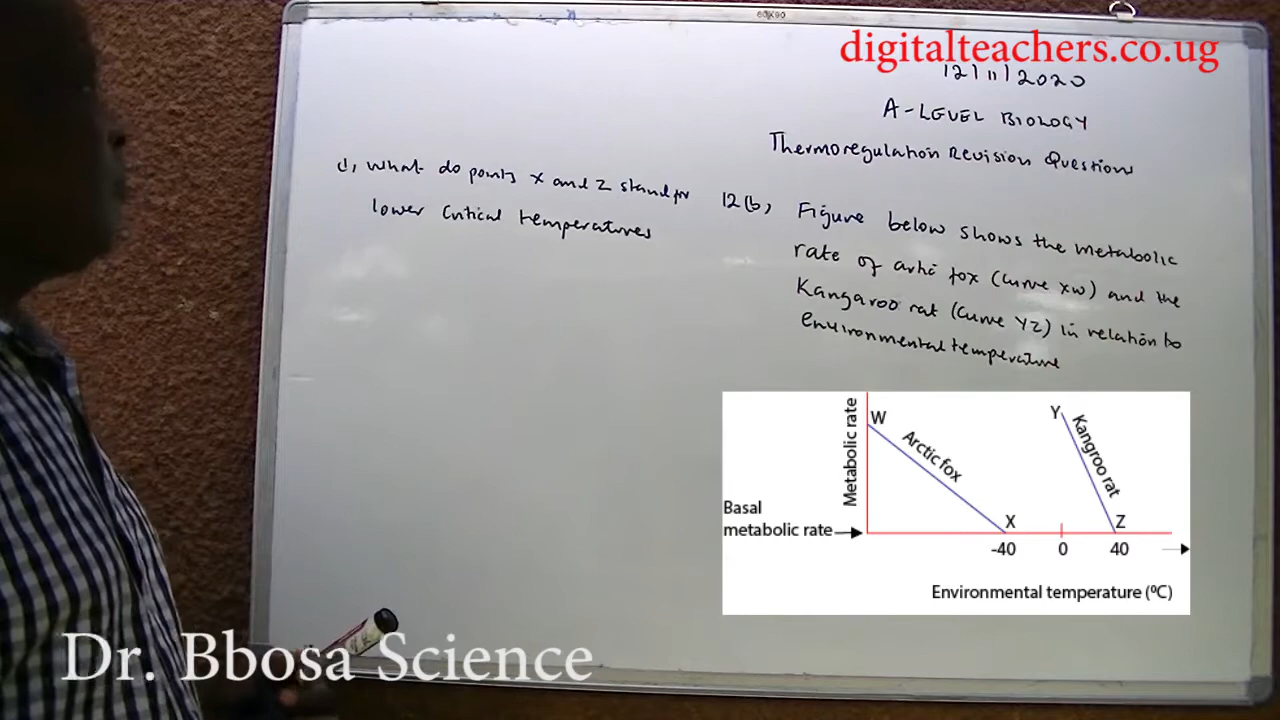 60X90
digitalteachers.co.ug
12/11/2020
A-LEVEL BIOLOGY
Thermoregulation Revision Questions
i, What do points X and Z stand for
lower critical temperatures
12(b, Figure below shows the metabolic
rate of artic fox (curve XW) and the
Kangaroo rat (curve YZ) in relation to
environmental temperature
Metabolic rate
W
Arctic fox
X
Y
Kangroo rat
Z
Basal
metabolic rate
-40 0 40
Environmental temperature (⁰C)
Dr. Bbosa Science